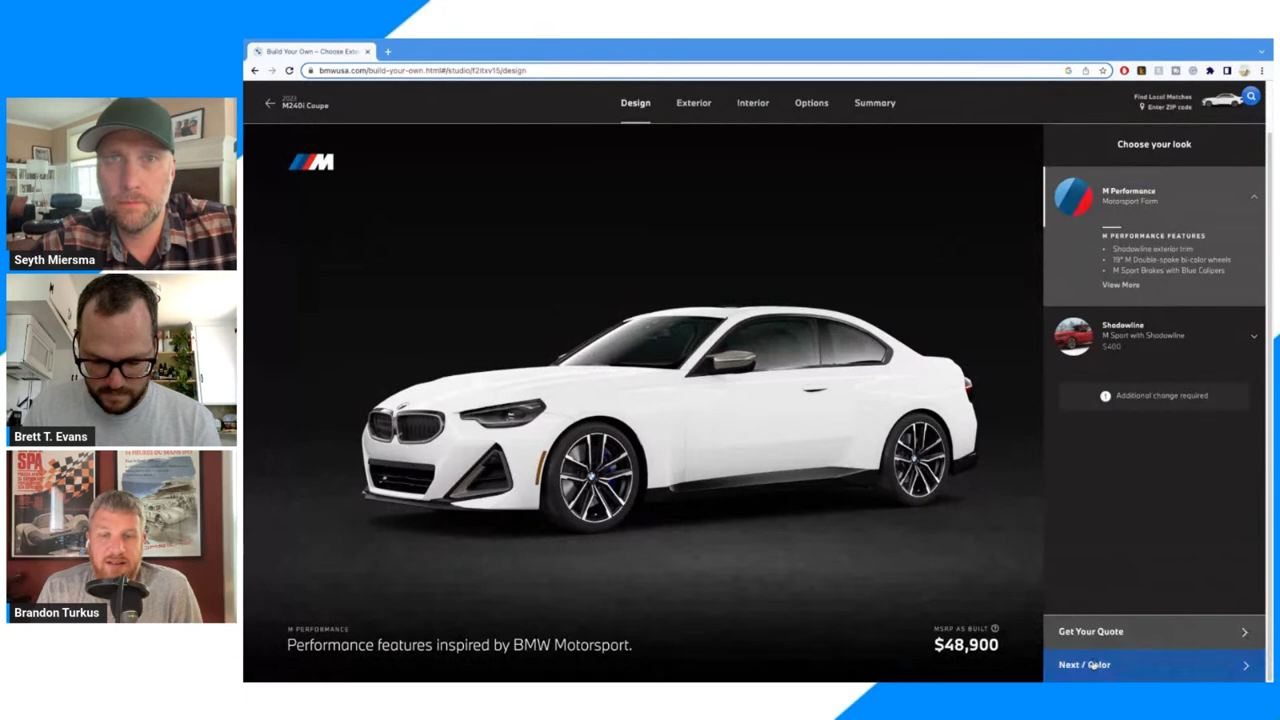 Build Your Own – Choose Exte
bmwusa.com/build-your-own.html#/studio/f2itxv15/design
2023
M240i Coupe
Design
Exterior
Interior
Options
Summary
Find Local Matches
Enter ZIP code
M
Choose your look
M Performance
Motorsport Form
M PERFORMANCE FEATURES
• Shadowline exterior trim
• 19" M Double-spoke bi-color wheels
• M Sport Brakes with Blue Calipers
View More
Shadowline
M Sport with Shadowline
$400
Additional change required
M PERFORMANCE
Performance features inspired by BMW Motorsport.
MSRP AS BUILT
$48,900
Get Your Quote
Next / Color
Seyth Miersma
Brett T. Evans
SPA
Brandon Turkus